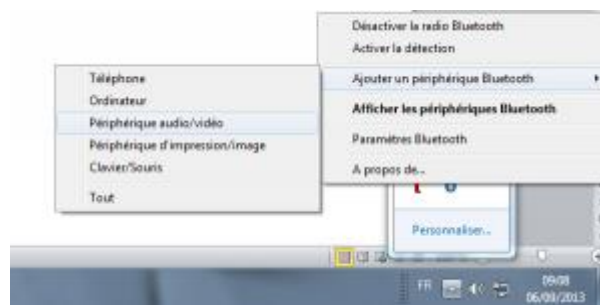 Désactiver la radio Bluetooth
Activer la détection
Ajouter un périphérique Bluetooth
Afficher les périphériques Bluetooth
Paramètres Bluetooth
A propos de...
Téléphone
Ordinateur
Périphérique audio/vidéo
Périphérique d'impression/image
Clavier/Souris
Tout
Personnaliser...
FR
09:08
06/09/2013